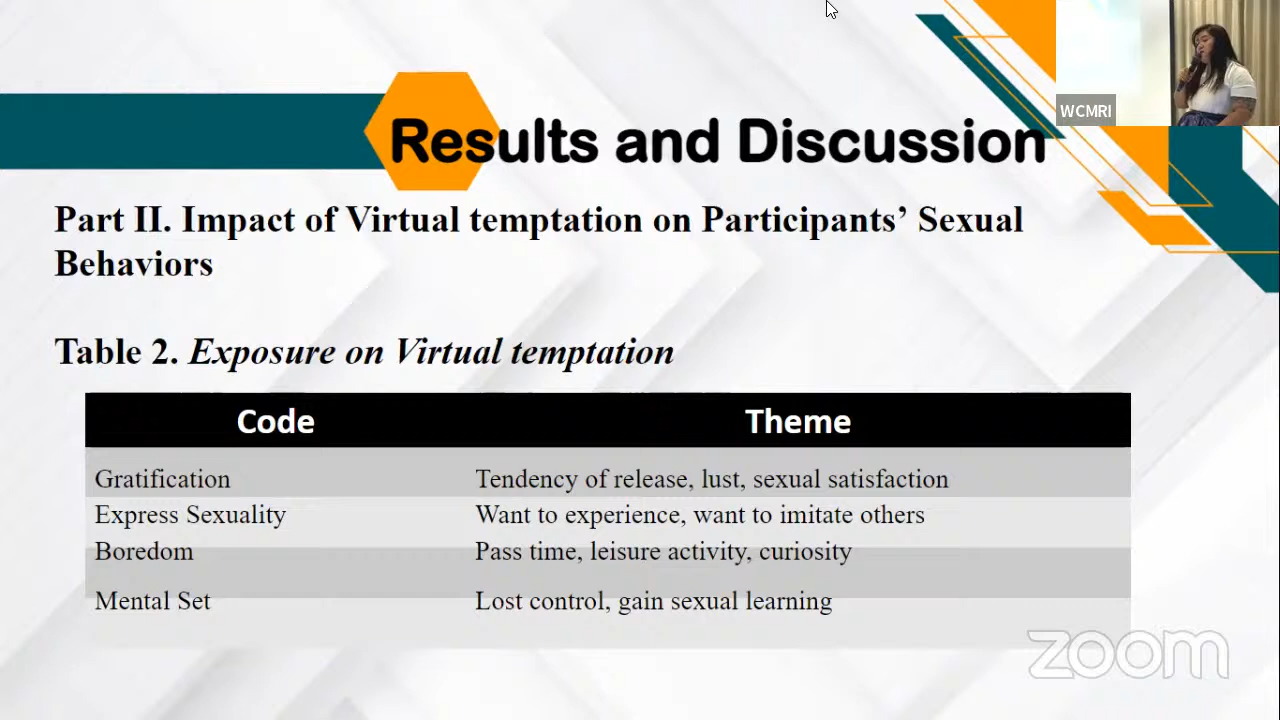 WCMRI
Results and Discussion
Part II. Impact of Virtual temptation on Participants’ Sexual
Behaviors
Table 2. Exposure on Virtual temptation
Code Theme
Gratification Tendency of release, lust, sexual satisfaction
Express Sexuality Want to experience, want to imitate others
Boredom Pass time, leisure activity, curiosity
Mental Set Lost control, gain sexual learning
zoom